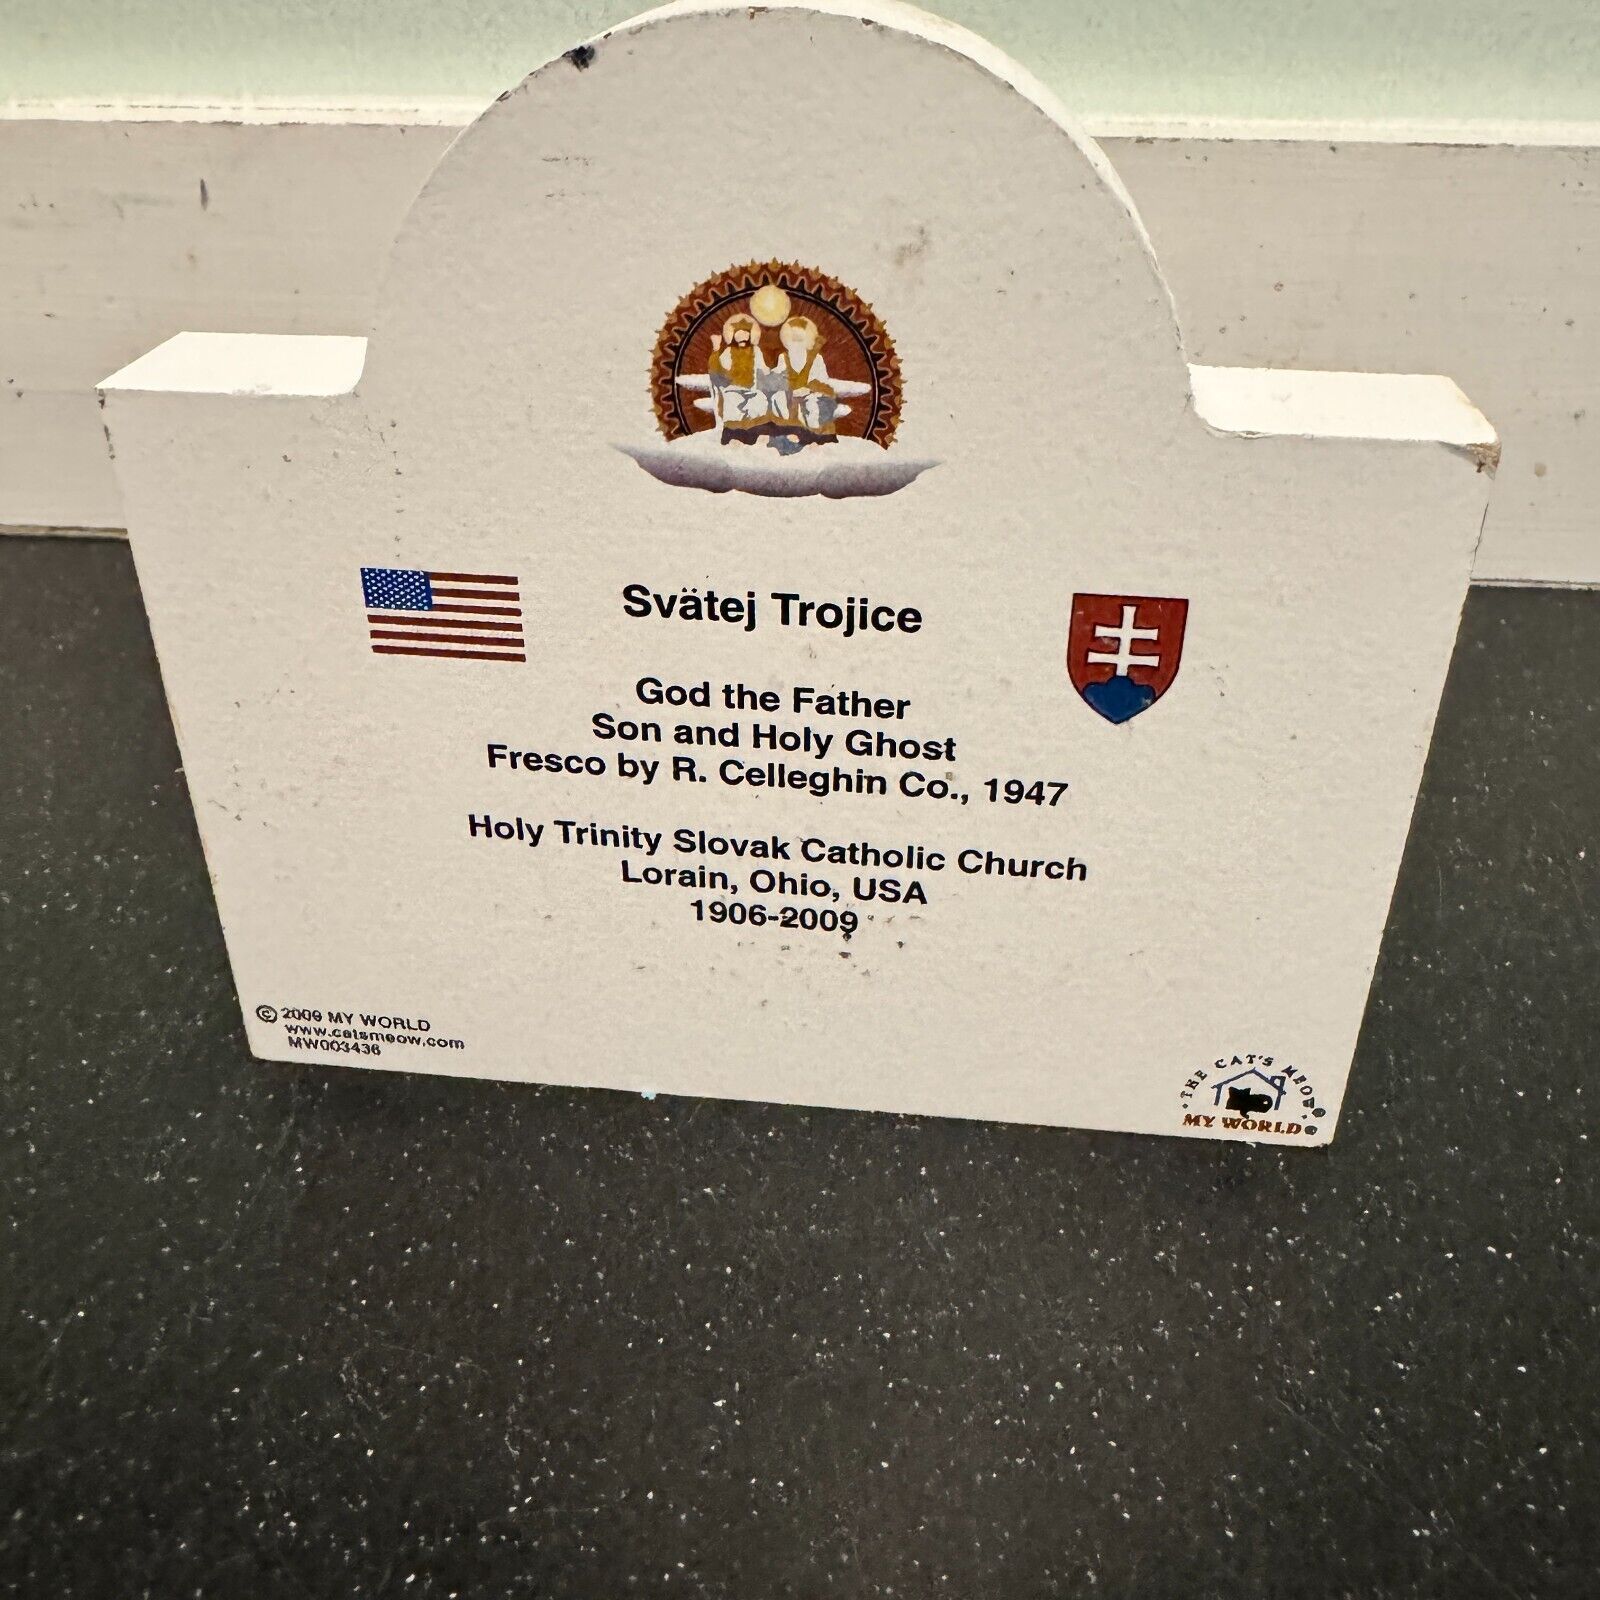 Svätej Trojice
God the Father
Son and Holy Ghost
Fresco by R. Celleghin Co., 1947
Holy Trinity Slovak Catholic Church
Lorain, Ohio, USA
1906-2009
© 2009 MY WORLD
www.catsmeow.com
MW003436
· THE CAT'S MEOW ·
MY WORLD